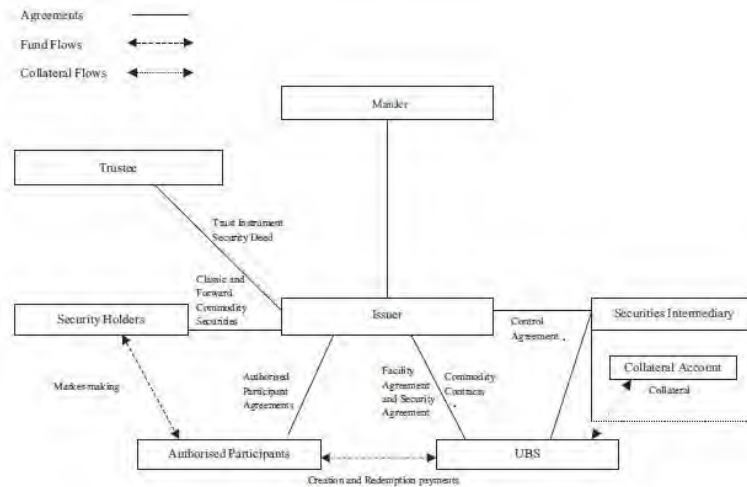 Agreements
Fund Flows
Collateral Flows
Trustee
Trust Instrument
Security Deed
Classic and
Forward
Commodity
Securities
Security Holders
Issuer
Control
Agreement
Securities Intermediary
Collateral Account
Collateral
Market-making
Authorised
Participant
Agreements
Facility
Agreement
and Security
Agreement
Commodity
Contracts
Authorised Participants
UBS
Creation and Redemption payments